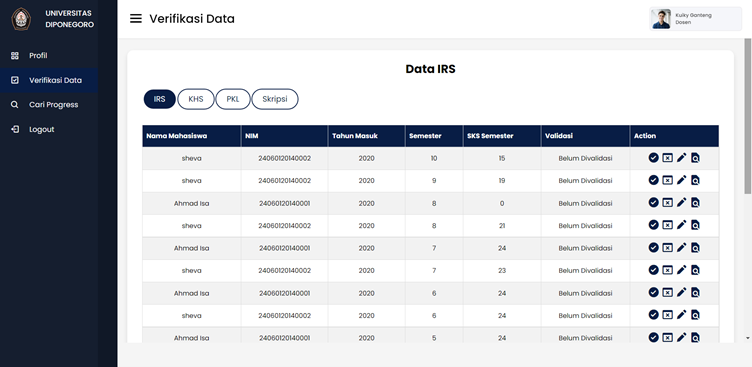 UNIVERSITAS
DIPONEGORO
Profil
Verifikasi Data
Cari Progress
Logout
Verifikasi Data
Kulky Ganteng
Dosen
Data IRS
IRS KHS PKL Skripsi
Nama Mahasiswa NIM Tahun Masuk Semester SKS Semester Validasi Action
sheva 24060120140002 2020 10 15 Belum Divalidasi
sheva 24060120140002 2020 9 19 Belum Divalidasi
Ahmad Isa 24060120140001 2020 8 0 Belum Divalidasi
sheva 24060120140002 2020 8 21 Belum Divalidasi
Ahmad Isa 24060120140001 2020 7 24 Belum Divalidasi
sheva 24060120140002 2020 7 23 Belum Divalidasi
Ahmad Isa 24060120140001 2020 6 24 Belum Divalidasi
sheva 24060120140002 2020 6 24 Belum Divalidasi
Ahmad Isa 24060120140001 2020 5 24 Belum Divalidasi